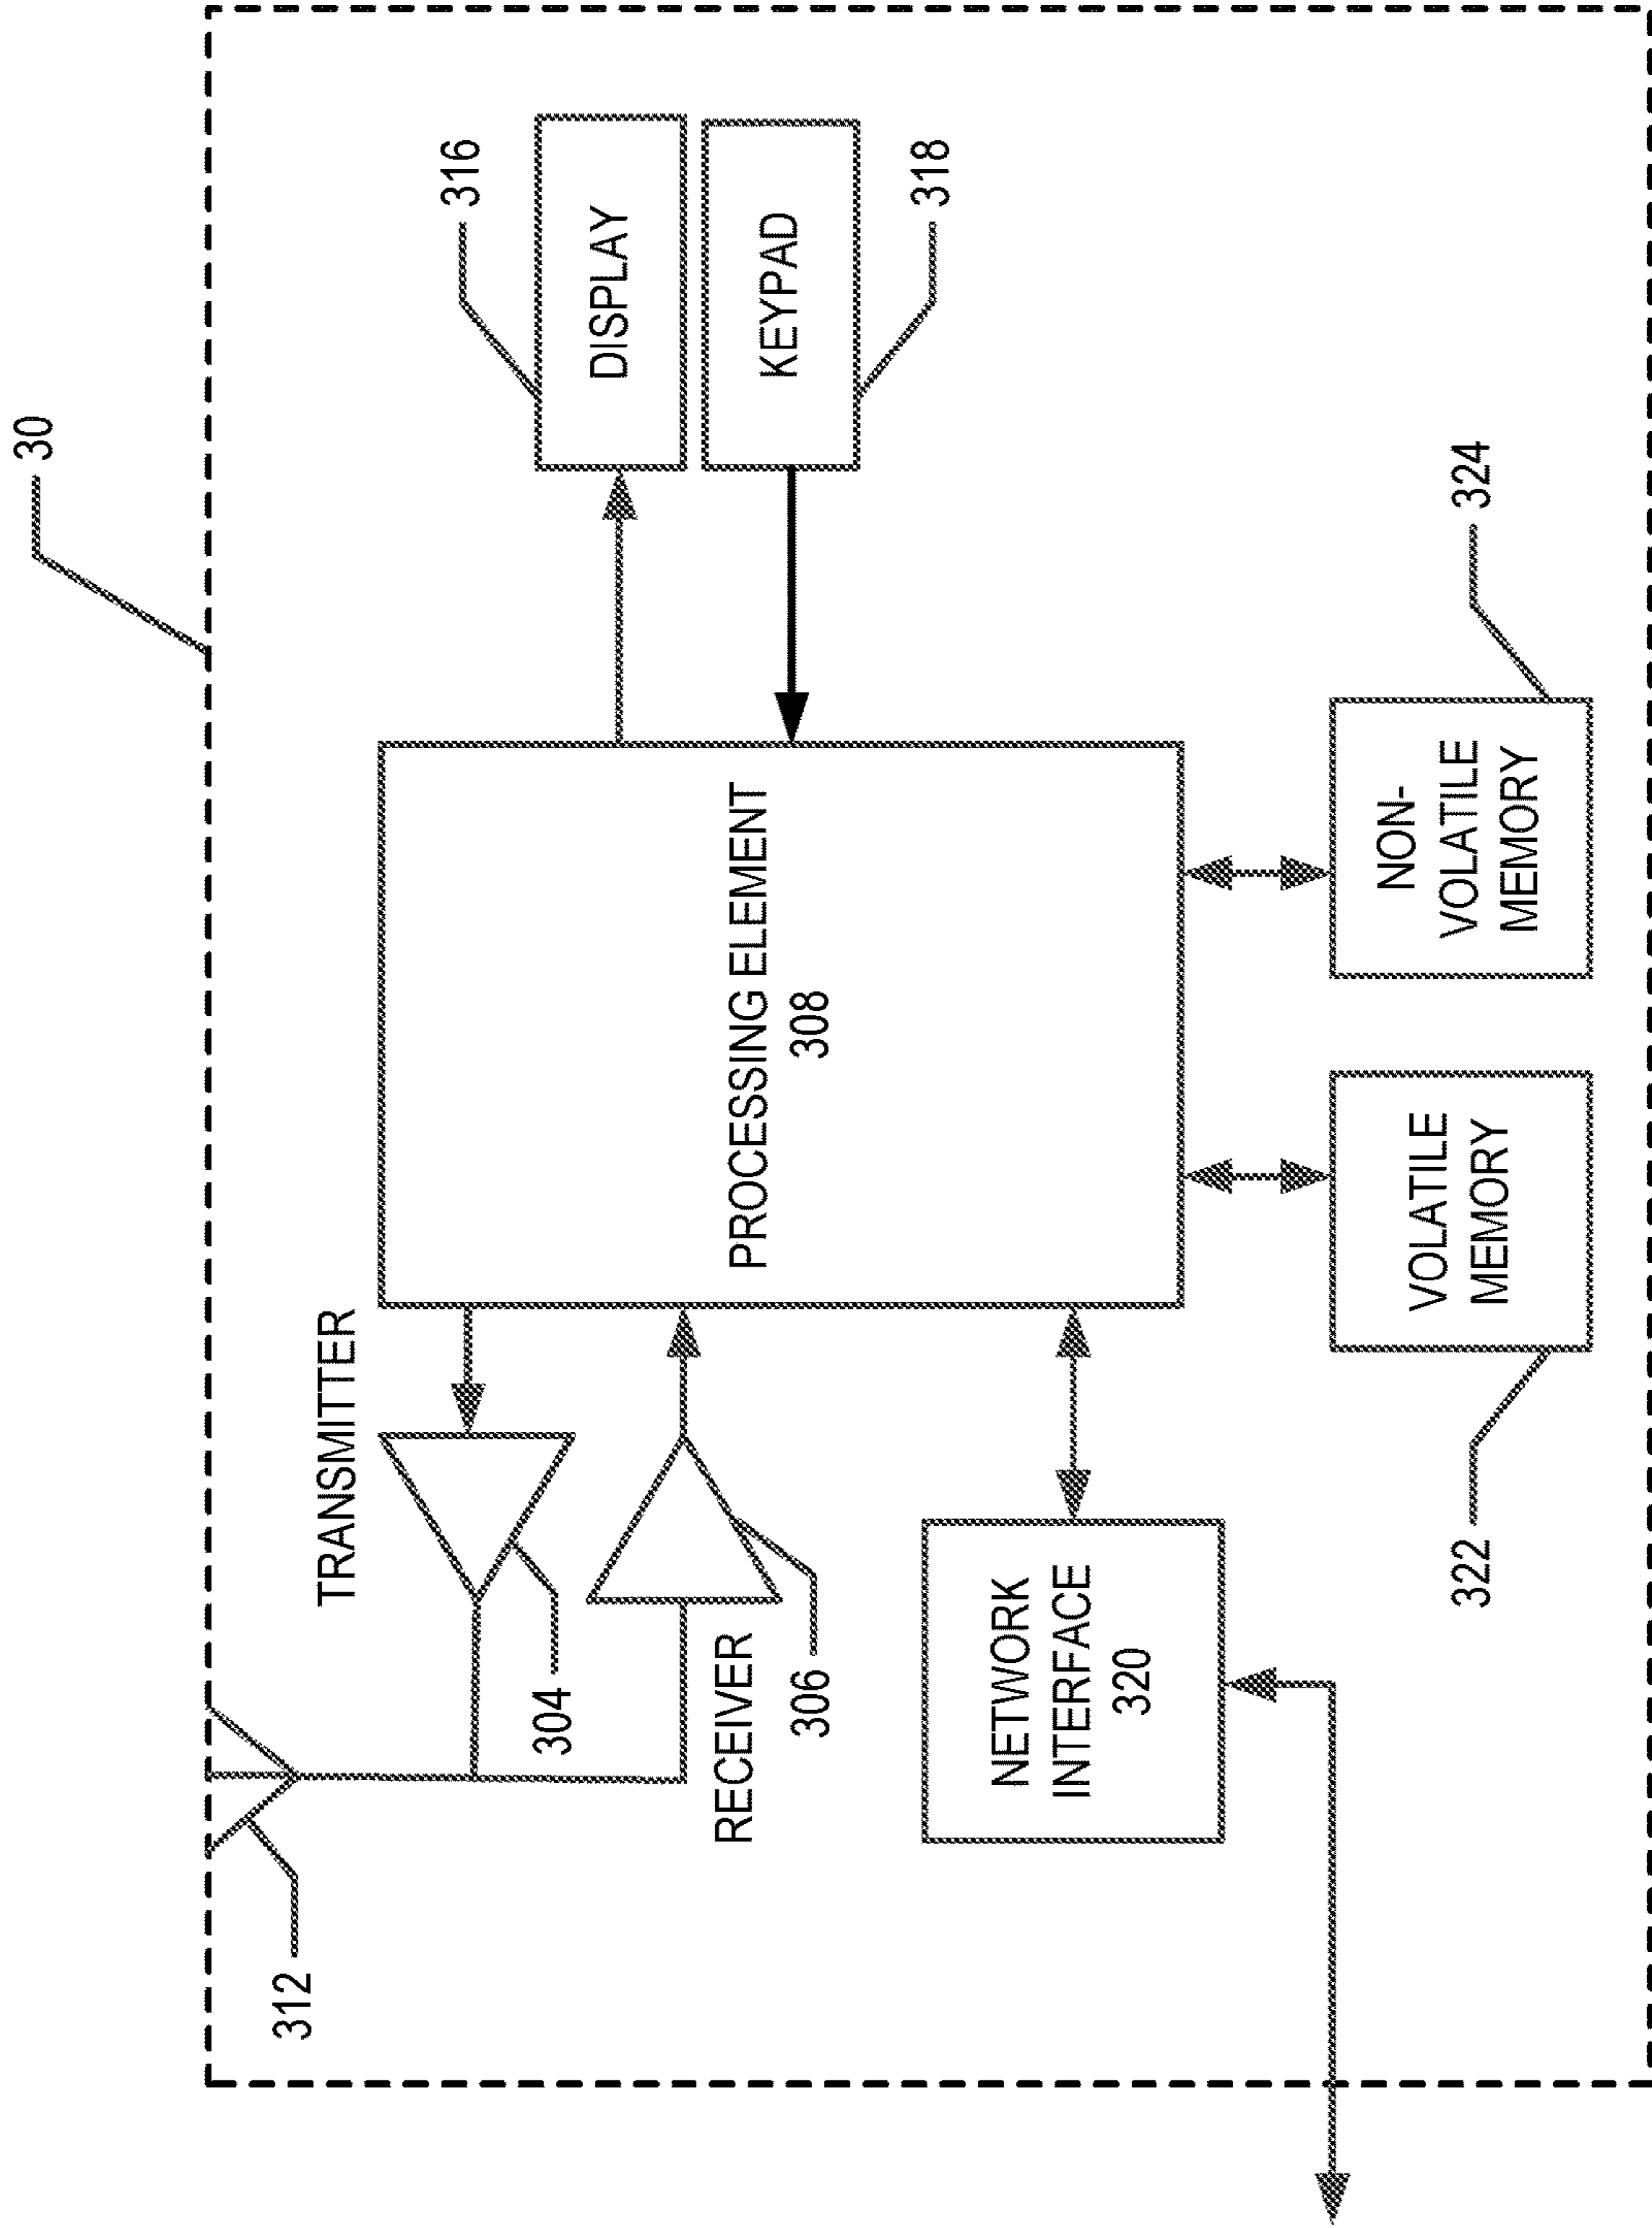 30
312
TRANSMITTER
304
RECEIVER
306
PROCESSING ELEMENT
308
316
DISPLAY
KEYPAD
318
NETWORK
INTERFACE
320
322
VOLATILE
MEMORY
NON-
VOLATILE
MEMORY
324